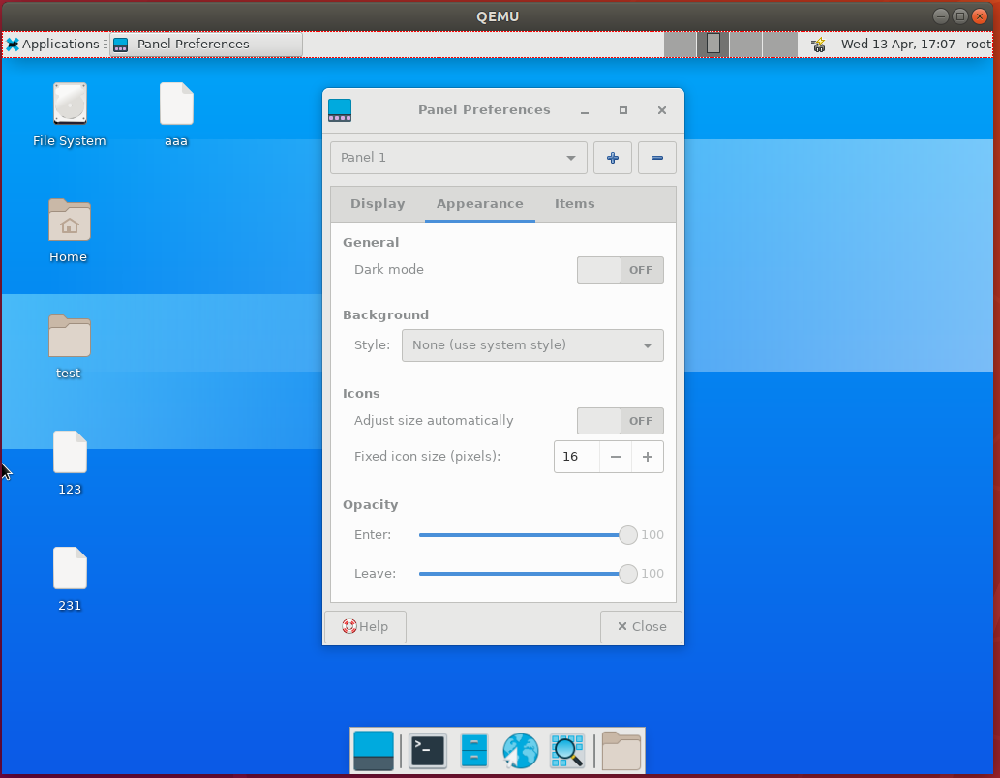 QEMU
Applications Panel Preferences Wed 13 Apr, 17:07 root
File System
aaa
Home
test
123
231
Panel Preferences
Panel 1
Display Appearance Items
General
Dark mode OFF
Background
Style: None (use system style)
Icons
Adjust size automatically OFF
Fixed icon size (pixels): 16
Opacity
Enter: 100
Leave: 100
Help Close